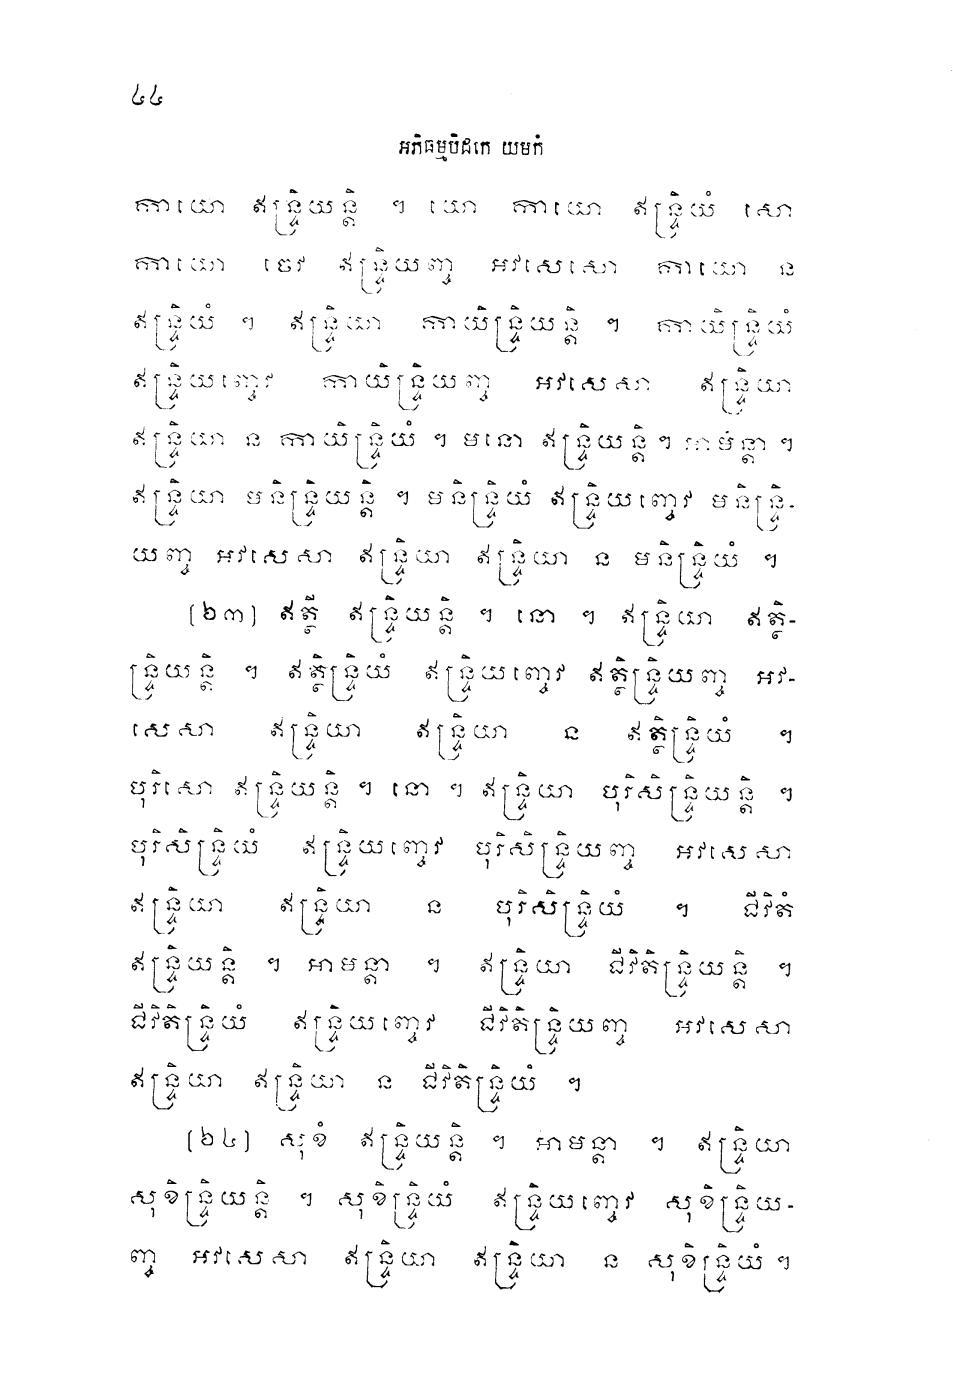 ៤៤
អភិធម្មបិដកេ យមកំ
កាយោ ឥន្ទ្រិយន្តិ ។ យោ កាយោ ឥន្ទ្រិយំ សោ
កាយោ ចេវ ឥន្ទ្រិយញ្ច អវសេសោ កាយោ ន
ឥន្ទ្រិយំ ។ ឥន្ទ្រិយា កាយិន្ទ្រិយន្តិ ។ កាយិន្ទ្រិយំ
ឥន្ទ្រិយញ្ចេវ កាយិន្ទ្រិយញ្ច អវសេសា ឥន្ទ្រិយា
ឥន្ទ្រិយា ន កាយិន្ទ្រិយំ ។ មនោ ឥន្ទ្រិយន្តិ ។ អាមន្តា ។
ឥន្ទ្រិយា មនិន្ទ្រិយន្តិ ។ មនិន្ទ្រិយំ ឥន្ទ្រិយញ្ចេវ មនិន្ទ្រិ-
យញ្ច អវសេសា ឥន្ទ្រិយា ឥន្ទ្រិយា ន មនិន្ទ្រិយំ ។
[៦៣] ឥត្ថី ឥន្ទ្រិយន្តិ ។ នោ ។ ឥន្ទ្រិយា ឥត្ថិ-
ន្ទ្រិយន្តិ ។ ឥត្ថិន្ទ្រិយំ ឥន្ទ្រិយញ្ចេវ ឥត្ថិន្ទ្រិយញ្ច អវ-
សេសា ឥន្ទ្រិយា ឥន្ទ្រិយា ន ឥត្ថិន្ទ្រិយំ ។
បុរិសោ ឥន្ទ្រិយន្តិ ។ នោ ។ ឥន្ទ្រិយា បុរិសិន្ទ្រិយន្តិ ។
បុរិសិន្ទ្រិយំ ឥន្ទ្រិយញ្ចេវ បុរិសិន្ទ្រិយញ្ច អវសេសា
ឥន្ទ្រិយា ឥន្ទ្រិយា ន បុរិសិន្ទ្រិយំ ។ ជីវិតំ
ឥន្ទ្រិយន្តិ ។ អាមន្តា ។ ឥន្ទ្រិយា ជីវិតិន្ទ្រិយន្តិ ។
ជីវិតិន្ទ្រិយំ ឥន្ទ្រិយញ្ចេវ ជីវិតិន្ទ្រិយញ្ច អវសេសា
ឥន្ទ្រិយា ឥន្ទ្រិយា ន ជីវិតិន្ទ្រិយំ ។
[៦៤] សុខំ ឥន្ទ្រិយន្តិ ។ អាមន្តា ។ ឥន្ទ្រិយា
សុខិន្ទ្រិយន្តិ ។ សុខិន្ទ្រិយំ ឥន្ទ្រិយញ្ចេវ សុខិន្ទ្រិយ-
ញ្ច អវសេសា ឥន្ទ្រិយា ឥន្ទ្រិយា ន សុខិន្ទ្រិយំ ។